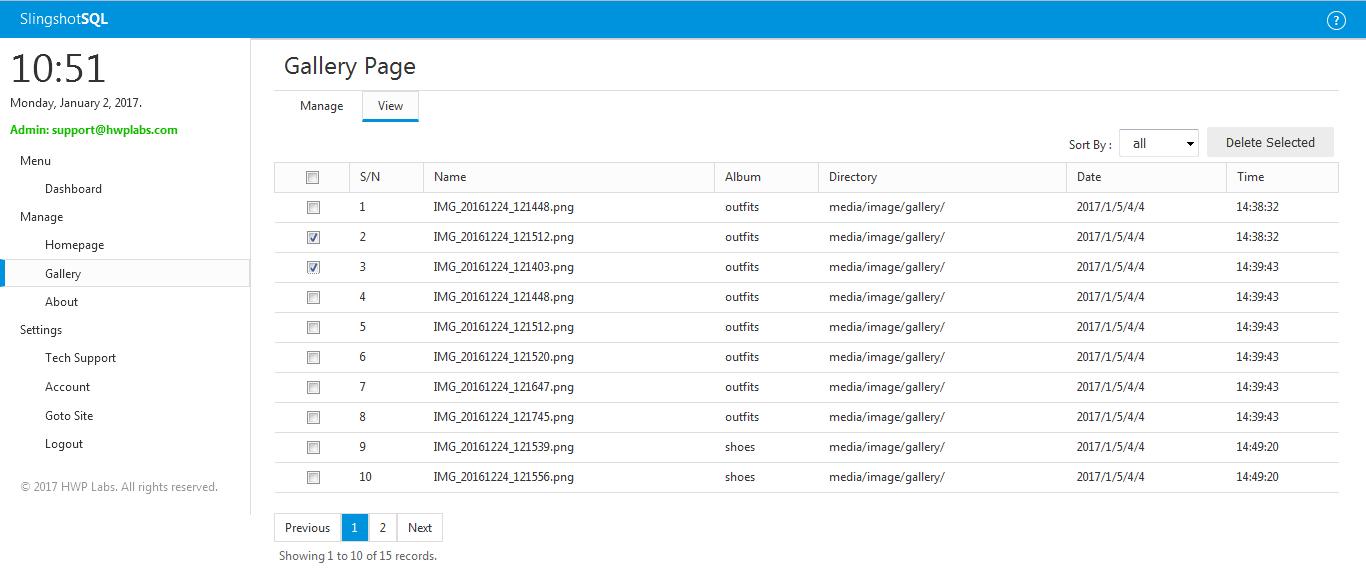 SlingshotSQL
?
10:51
Monday, January 2, 2017.
Admin: support@hwplabs.com
Menu
Dashboard
Manage
Homepage
Gallery
About
Settings
Tech Support
Account
Goto Site
Logout
© 2017 HWP Labs. All rights reserved.
Gallery Page
Manage View
Sort By : all Delete Selected
S/N Name Album Directory Date Time
1 IMG_20161224_121448.png outfits media/image/gallery/ 2017/1/5/4/4 14:38:32
2 IMG_20161224_121512.png outfits media/image/gallery/ 2017/1/5/4/4 14:38:32
3 IMG_20161224_121403.png outfits media/image/gallery/ 2017/1/5/4/4 14:39:43
4 IMG_20161224_121448.png outfits media/image/gallery/ 2017/1/5/4/4 14:39:43
5 IMG_20161224_121512.png outfits media/image/gallery/ 2017/1/5/4/4 14:39:43
6 IMG_20161224_121520.png outfits media/image/gallery/ 2017/1/5/4/4 14:39:43
7 IMG_20161224_121647.png outfits media/image/gallery/ 2017/1/5/4/4 14:39:43
8 IMG_20161224_121745.png outfits media/image/gallery/ 2017/1/5/4/4 14:39:43
9 IMG_20161224_121539.png shoes media/image/gallery/ 2017/1/5/4/4 14:49:20
10 IMG_20161224_121556.png shoes media/image/gallery/ 2017/1/5/4/4 14:49:20
Previous 1 2 Next
Showing 1 to 10 of 15 records.